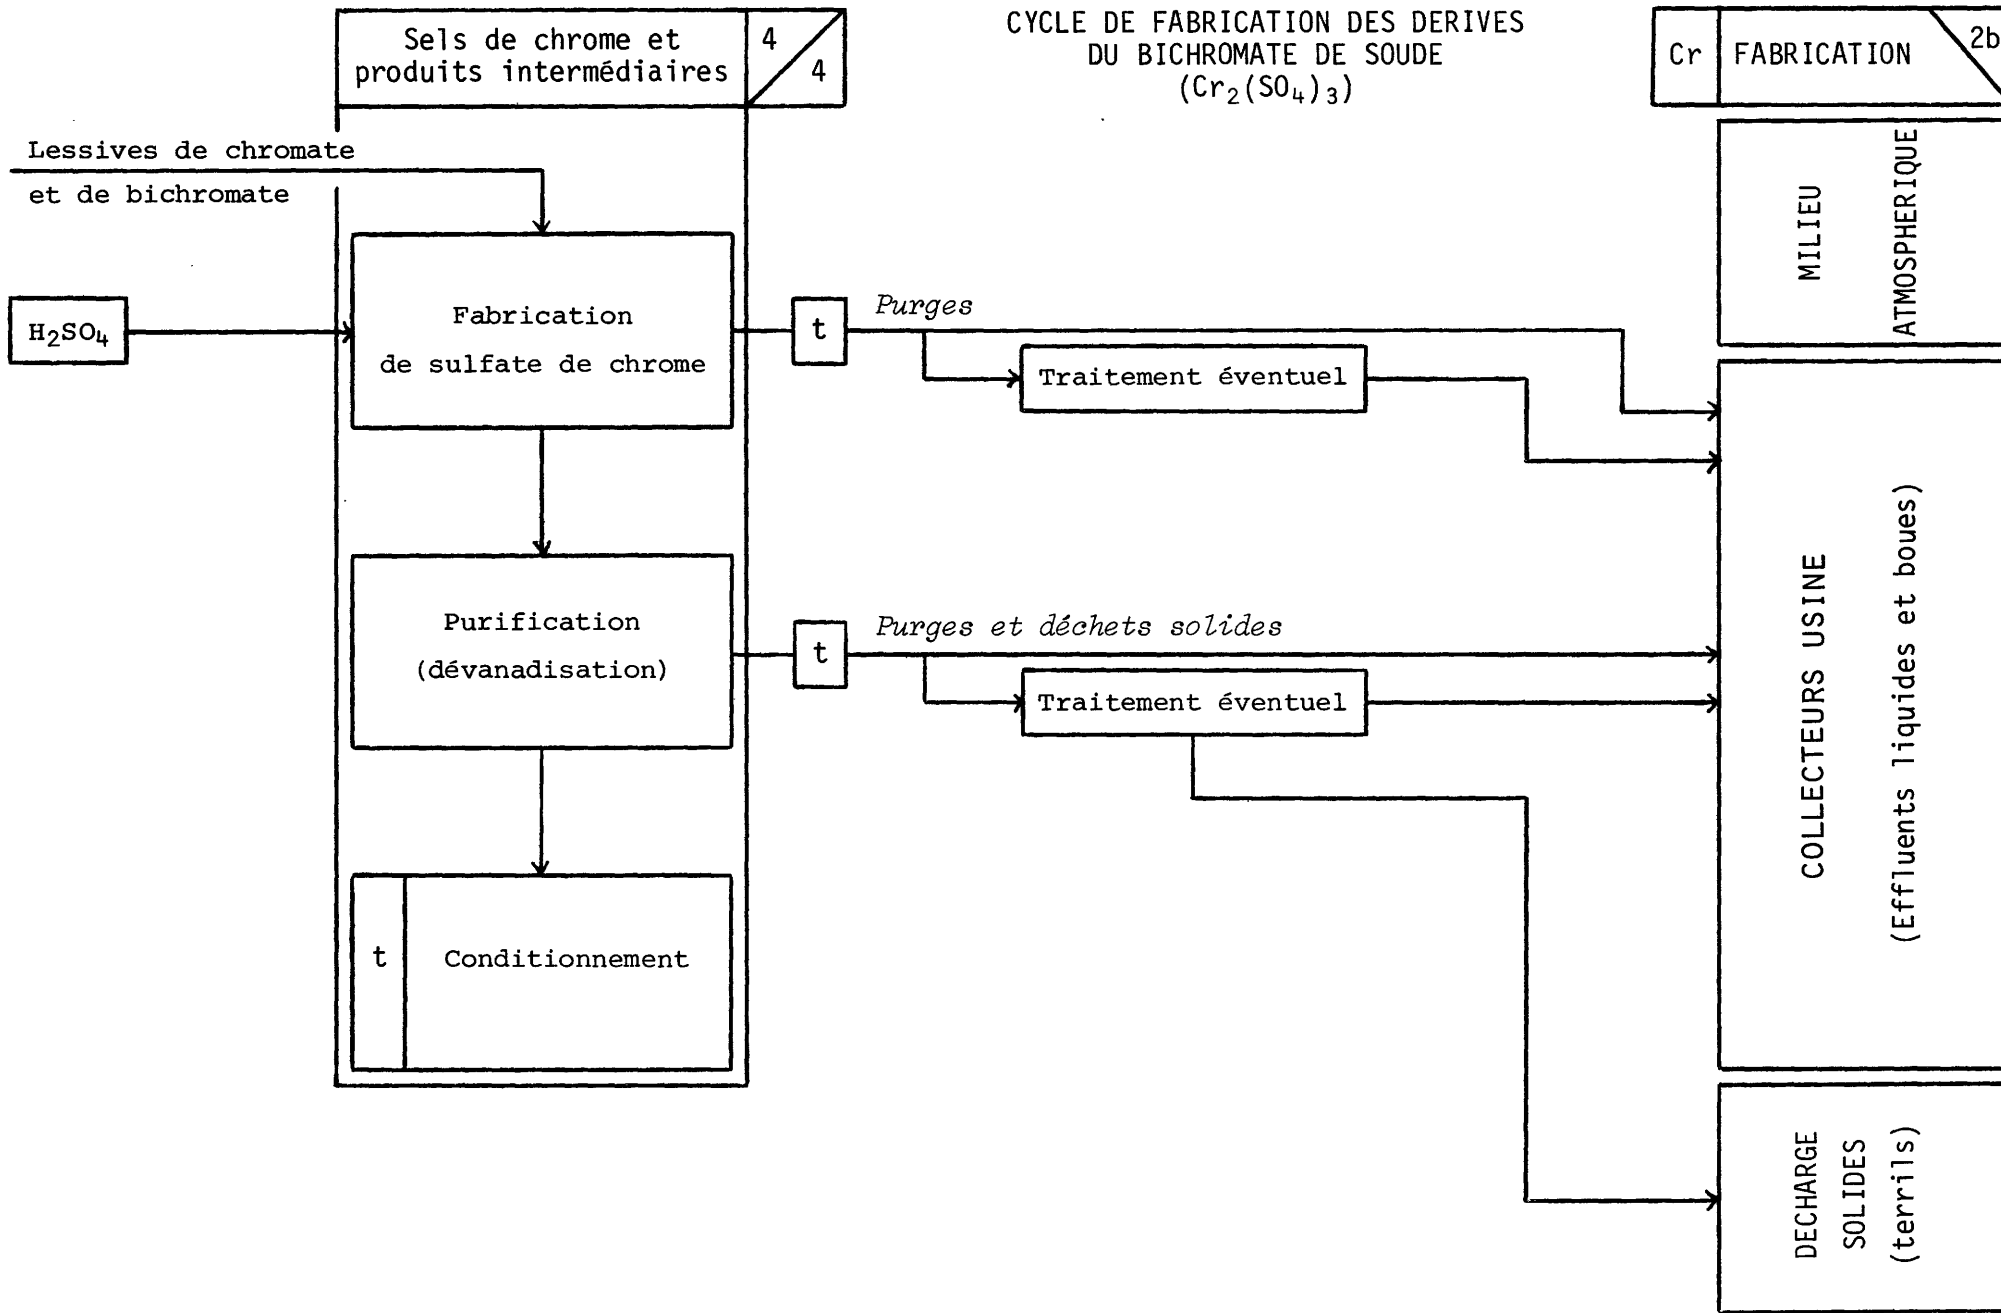 Sels de chrome et
produits intermédiaires
4
4
CYCLE DE FABRICATION DES DERIVES
DU BICHROMATE DE SOUDE
(Cr₂(SO₄)₃)
Cr
FABRICATION
2b
Lessives de chromate
et de bichromate
H₂SO₄
Fabrication
de sulfate de chrome
t
Purges
Traitement éventuel
Purification
(dévanadisation)
t
Purges et déchets solides
Traitement éventuel
t
Conditionnement
MILIEU
ATMOSPHERIQUE
COLLECTEURS USINE
(Effluents liquides et boues)
DECHARGE
SOLIDES
(terrils)